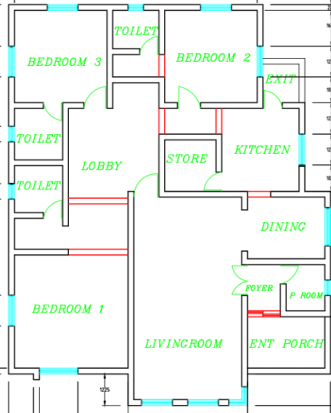 TOILET
BEDROOM 3
BEDROOM 2
EXIT
TOILET
LOBBY
STORE
KITCHEN
TOILET
DINING
FOYER
P ROOM
BEDROOM 1
LIVINGROOM
ENT PORCH
1225